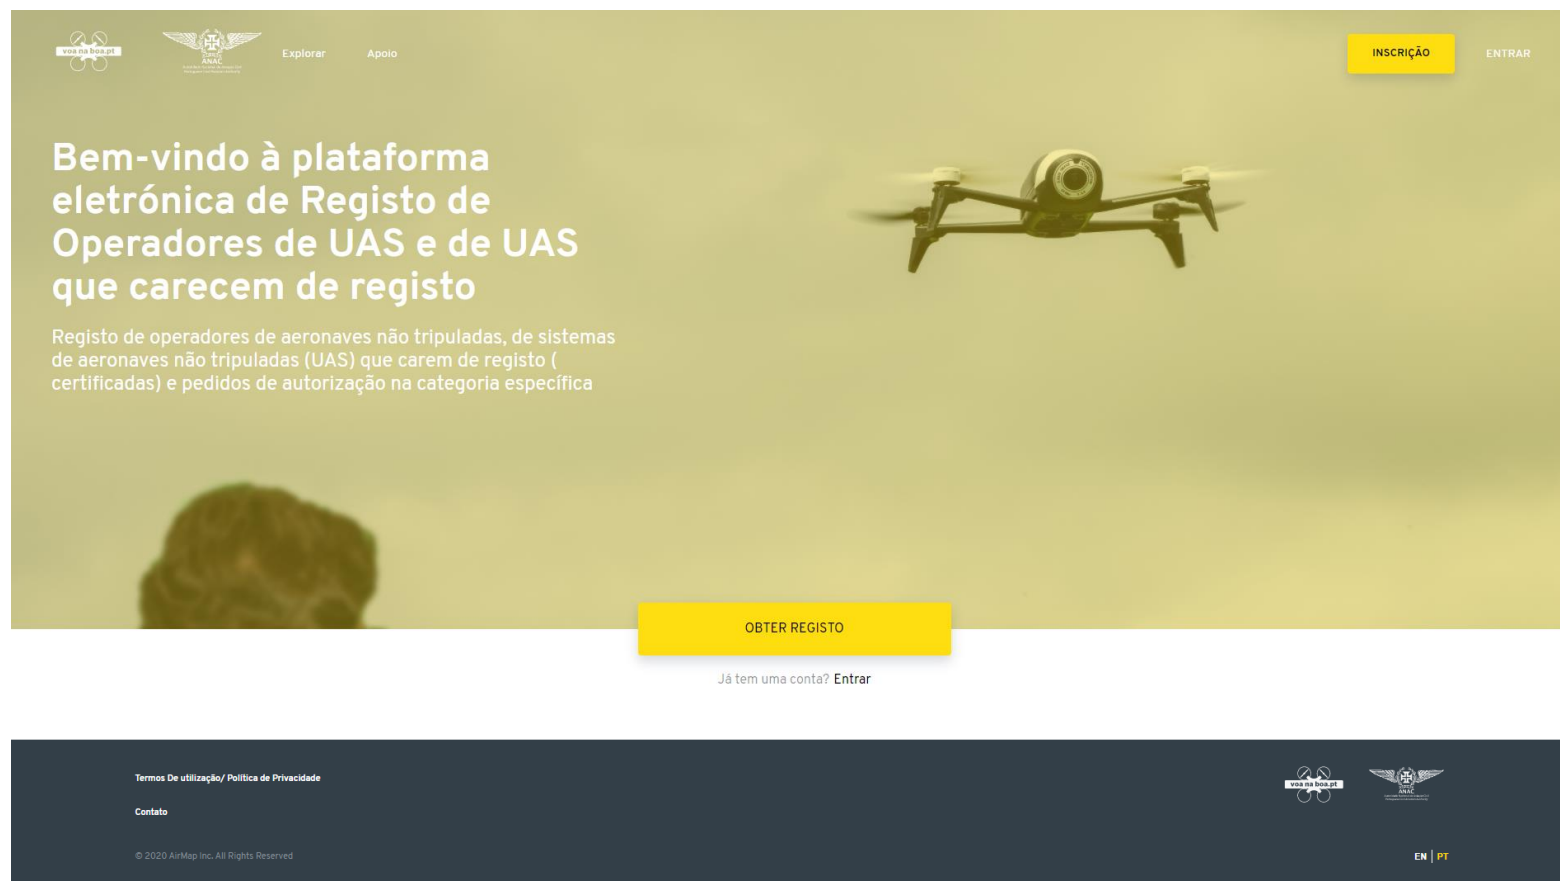 voa na boa.pt
ANAC
Explorar
Apoio
INSCRIÇÃO
ENTRAR
Bem-vindo à plataforma
eletrónica de Registo de
Operadores de UAS e de UAS
que carecem de registo
Registo de operadores de aeronaves não tripuladas, de sistemas
de aeronaves não tripuladas (UAS) que carem de registo (
certificadas) e pedidos de autorização na categoria específica
OBTER REGISTO
Já tem uma conta? Entrar
Termos De utilização/ Política de Privacidade
voa na boa.pt
ANAC
Contato
© 2020 AirMap Inc. All Rights Reserved
EN | PT